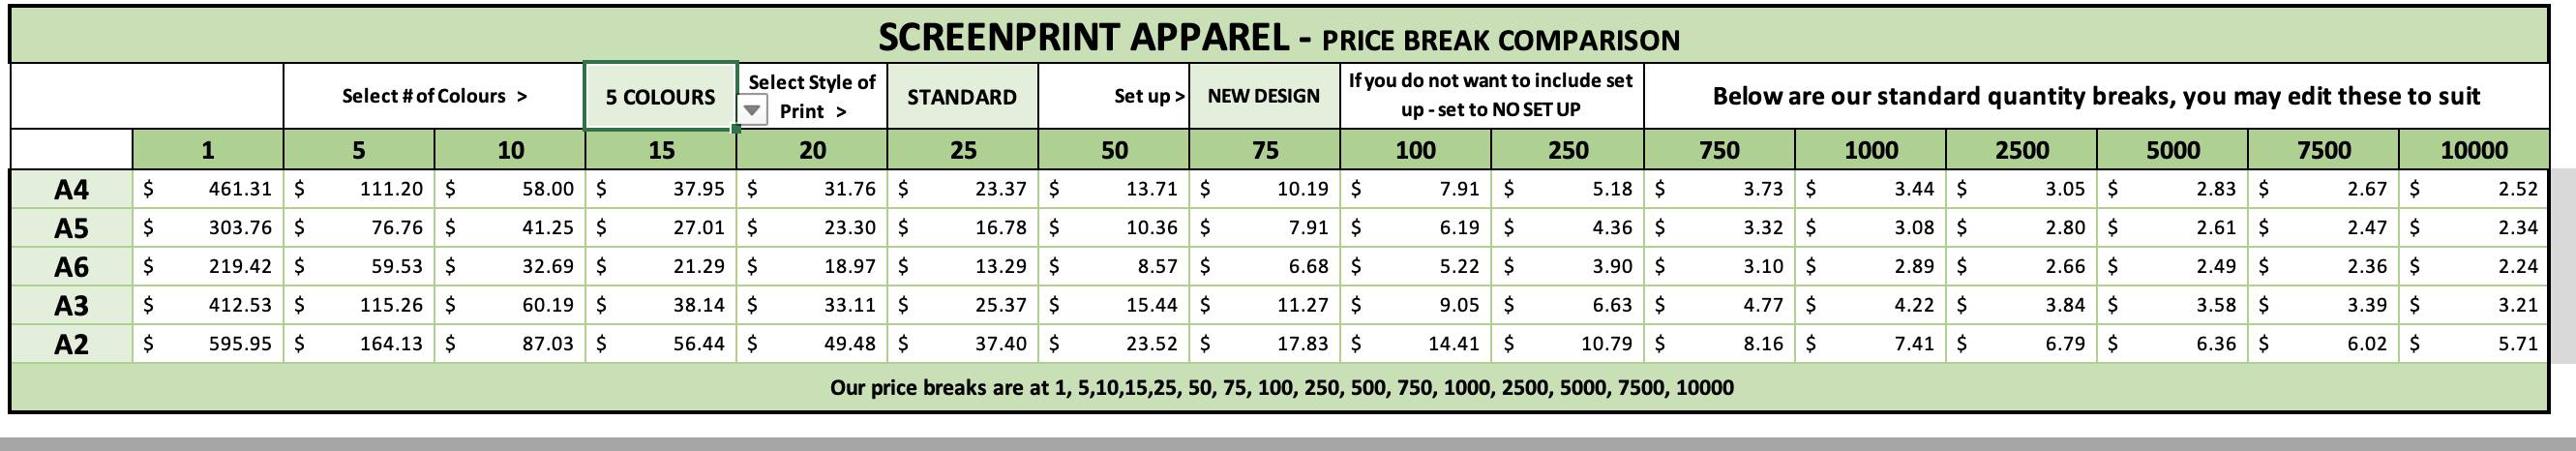 SCREENPRINT APPAREL - PRICE BREAK COMPARISON
Select # of Colours > 5 COLOURS Select Style of Print > STANDARD Set up > NEW DESIGN If you do not want to include set up - set to NO SET UP Below are our standard quantity breaks, you may edit these to suit
1 5 10 15 20 25 50 75 100 250 750 1000 2500 5000 7500 10000
A4 $ 461.31 $ 111.20 $ 58.00 $ 37.95 $ 31.76 $ 23.37 $ 13.71 $ 10.19 $ 7.91 $ 5.18 $ 3.73 $ 3.44 $ 3.05 $ 2.83 $ 2.67 $ 2.52
A5 $ 303.76 $ 76.76 $ 41.25 $ 27.01 $ 23.30 $ 16.78 $ 10.36 $ 7.91 $ 6.19 $ 4.36 $ 3.32 $ 3.08 $ 2.80 $ 2.61 $ 2.47 $ 2.34
A6 $ 219.42 $ 59.53 $ 32.69 $ 21.29 $ 18.97 $ 13.29 $ 8.57 $ 6.68 $ 5.22 $ 3.90 $ 3.10 $ 2.89 $ 2.66 $ 2.49 $ 2.36 $ 2.24
A3 $ 412.53 $ 115.26 $ 60.19 $ 38.14 $ 33.11 $ 25.37 $ 15.44 $ 11.27 $ 9.05 $ 6.63 $ 4.77 $ 4.22 $ 3.84 $ 3.58 $ 3.39 $ 3.21
A2 $ 595.95 $ 164.13 $ 87.03 $ 56.44 $ 49.48 $ 37.40 $ 23.52 $ 17.83 $ 14.41 $ 10.79 $ 8.16 $ 7.41 $ 6.79 $ 6.36 $ 6.02 $ 5.71
Our price breaks are at 1, 5,10,15,25, 50, 75, 100, 250, 500, 750, 1000, 2500, 5000, 7500, 10000